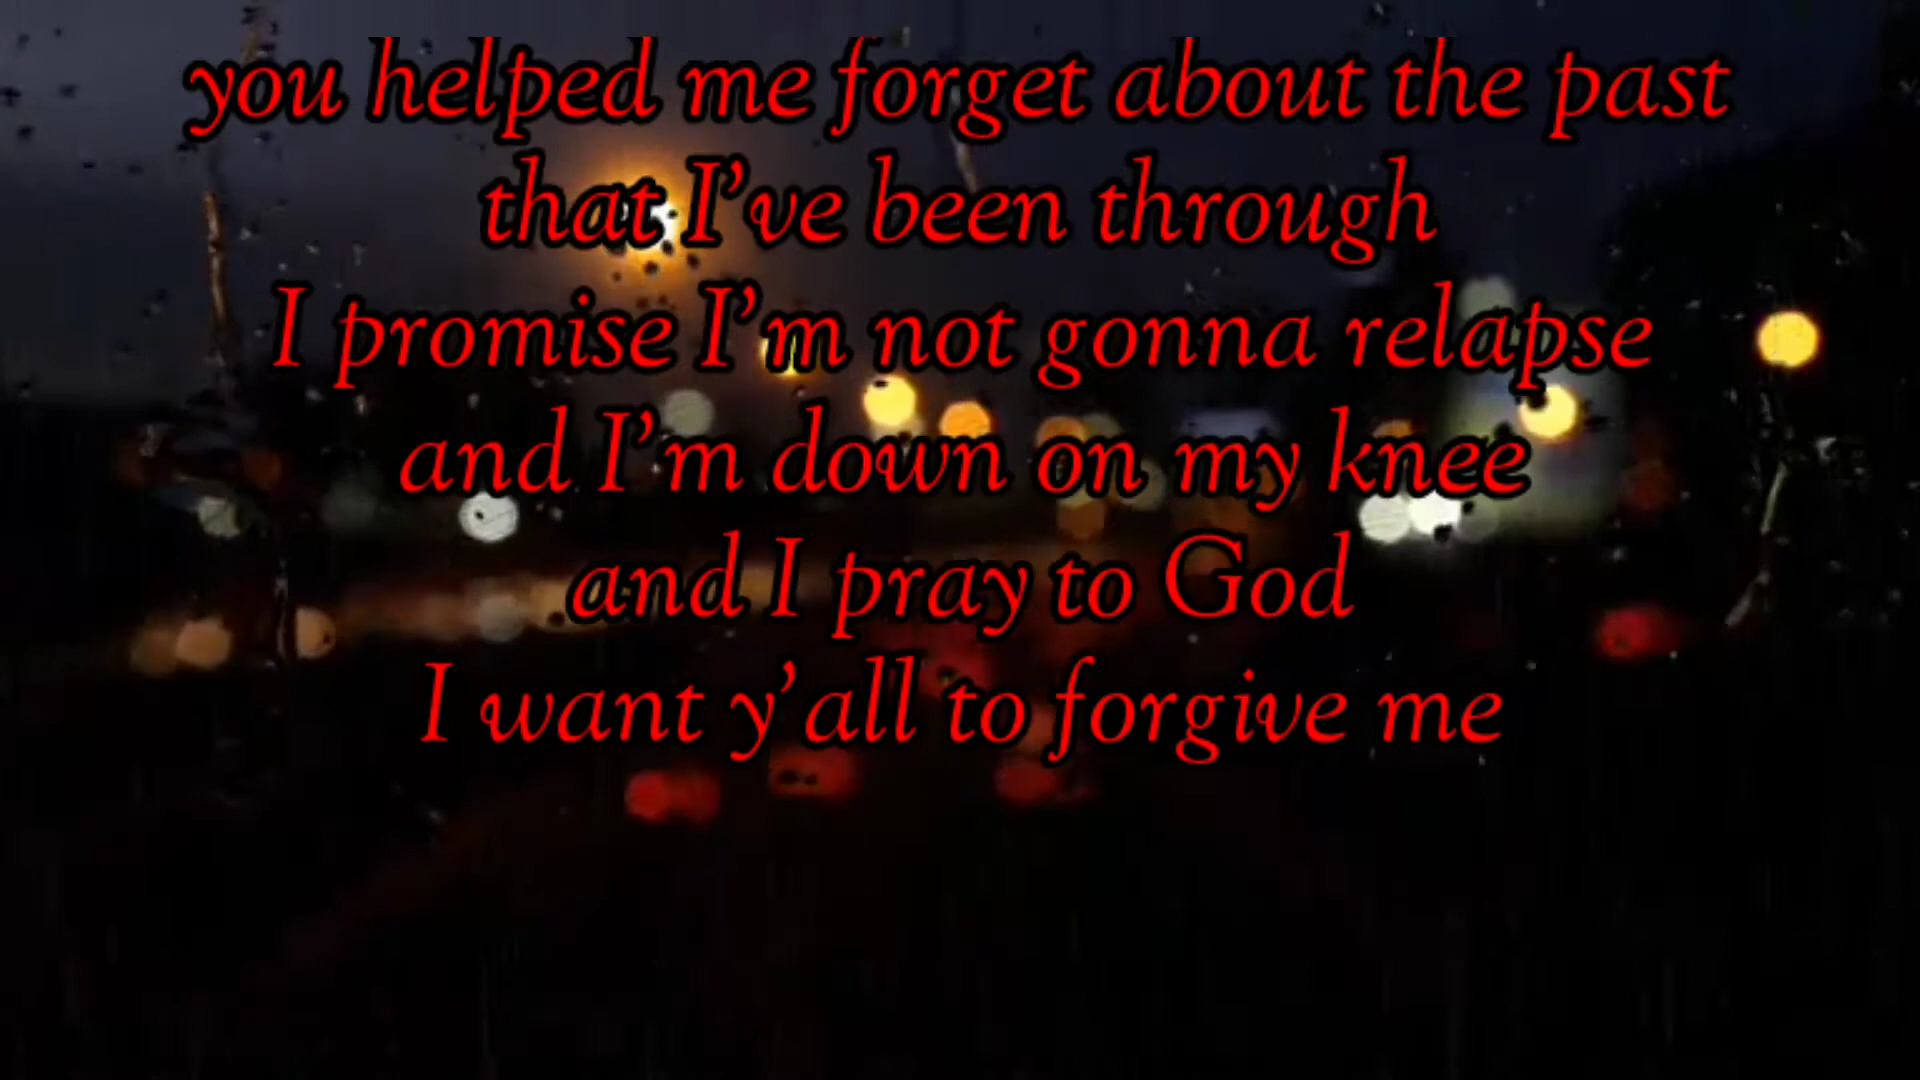 you helped me forget about the past
that I've been through
I promise I'm not gonna relapse
and I'm down on my knee
and I pray to God
I want y'all to forgive me